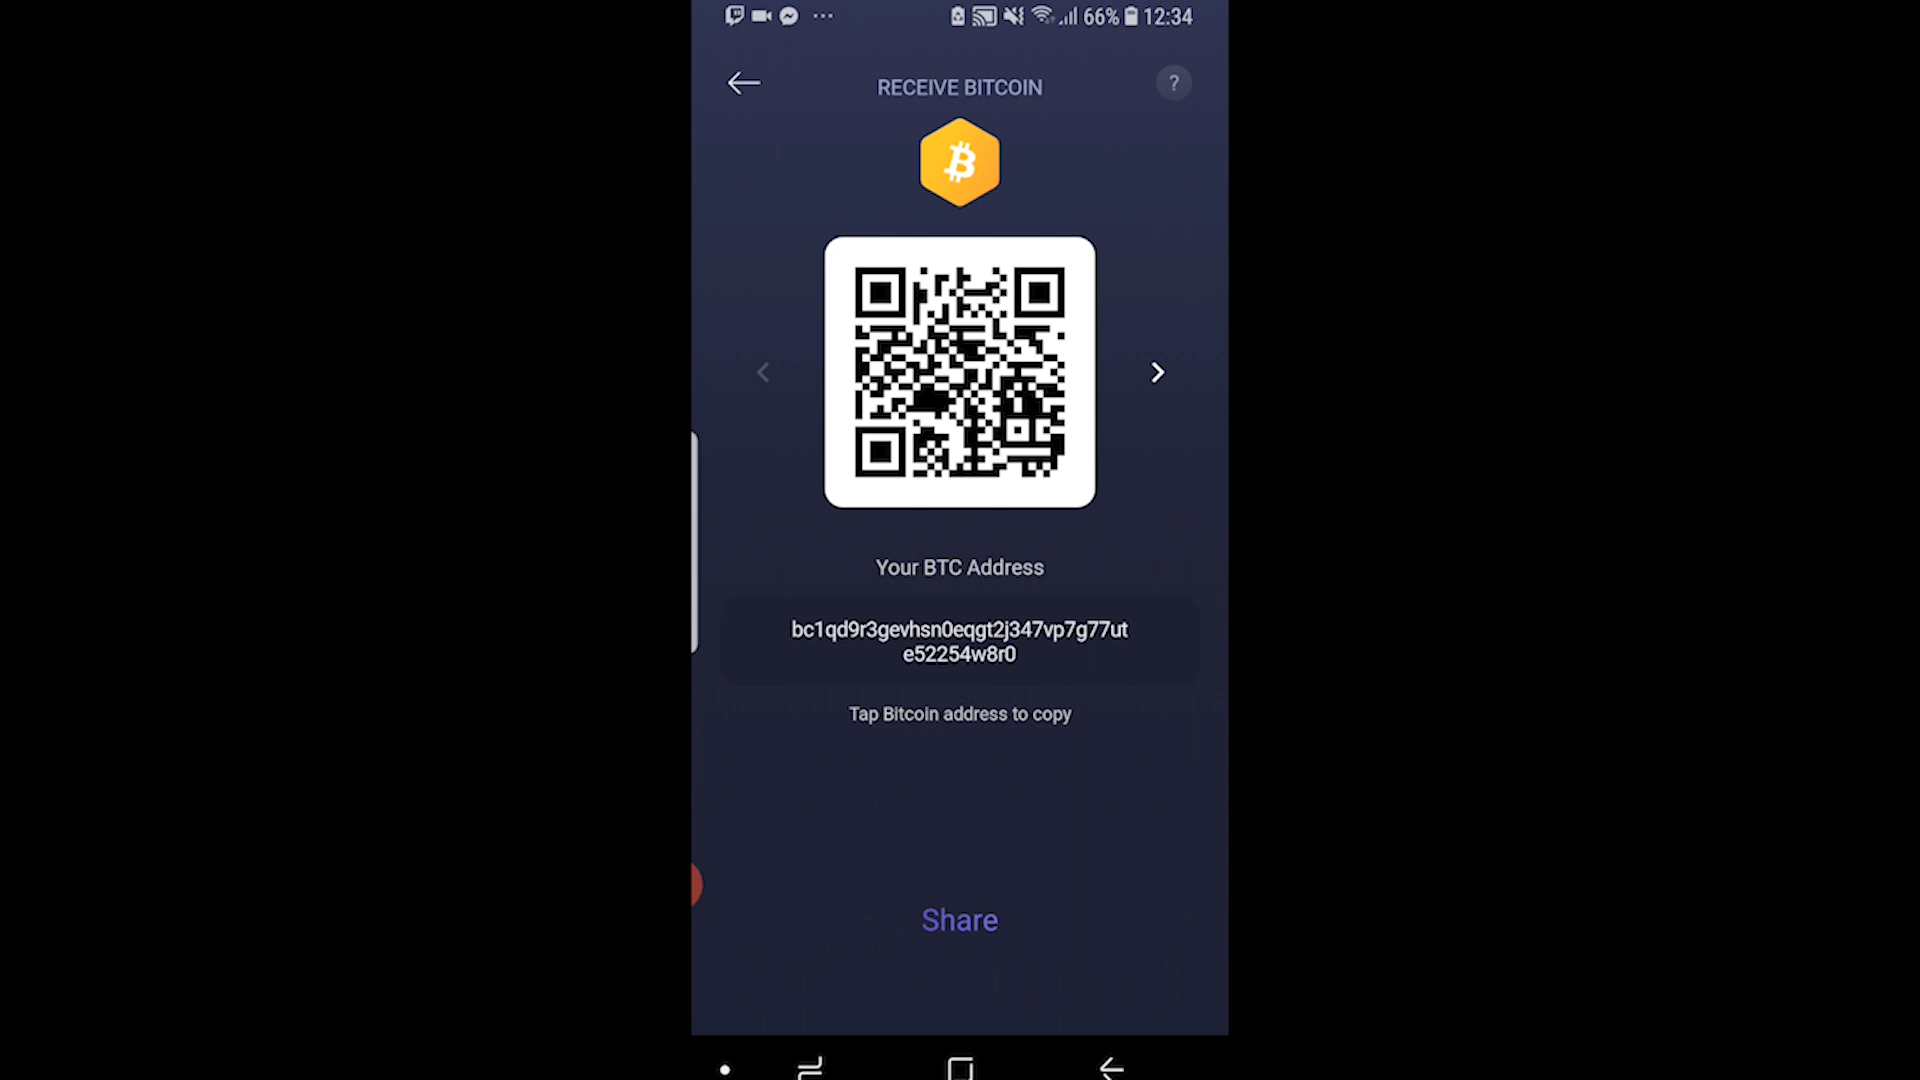 66% 12:34
RECEIVE BITCOIN
?
Your BTC Address
bc1qd9r3gevhsn0eqgt2j347vp7g77ut
e52254w8r0
Tap Bitcoin address to copy
Share